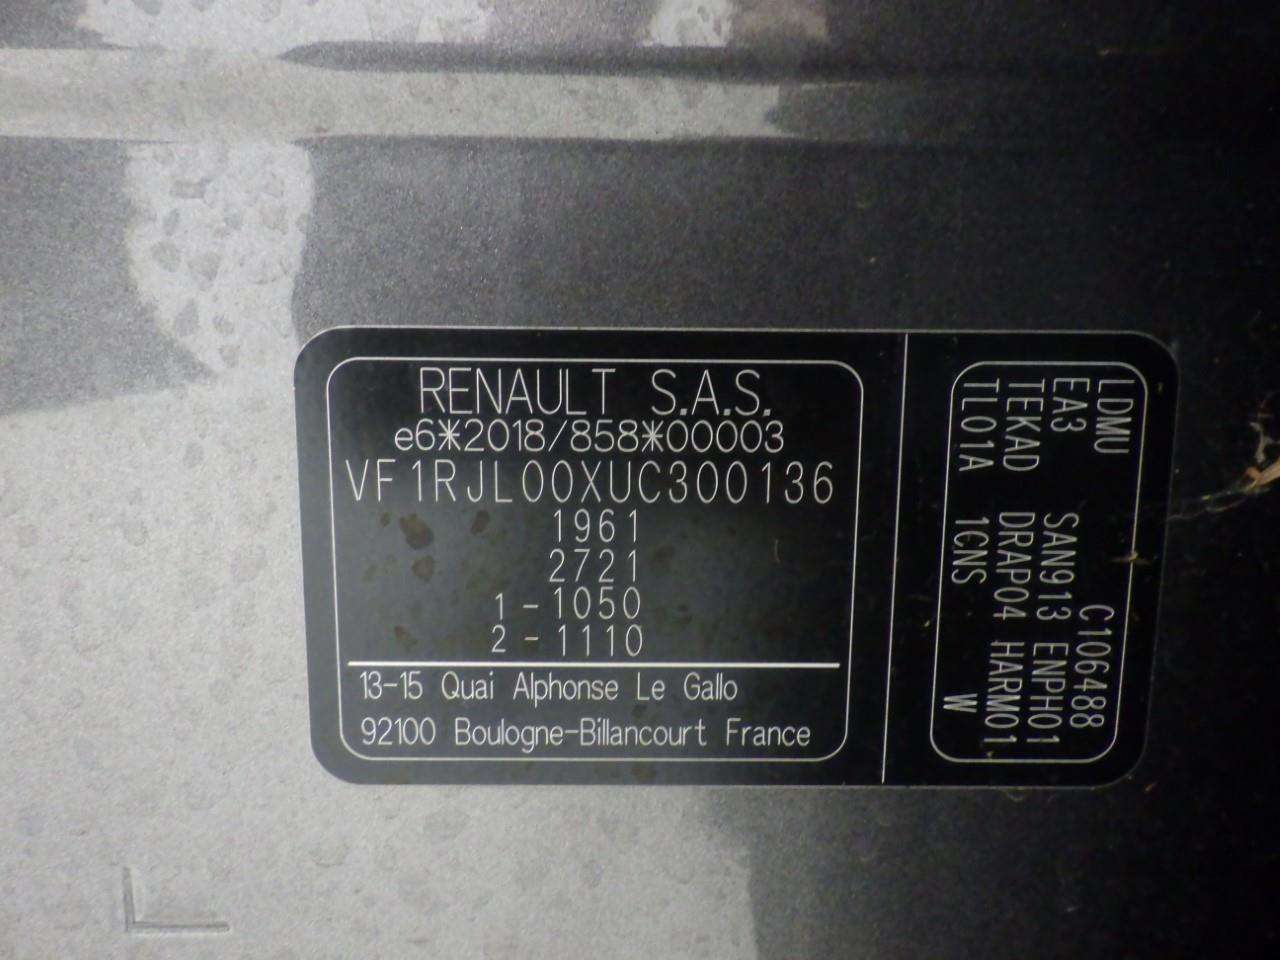 RENAULT S.A.S.
e6*2018/858*00003
VF1RJL00XUC300136
1961
2721
1 - 1050
2 - 1110
13-15 Quai Alphonse Le Gallo
92100 Boulogne-Billancourt France
LDMU C106488
EA3 SAN913 ENPH01
TEKAD DRAP04 HARM01
TL01A 1CNS W